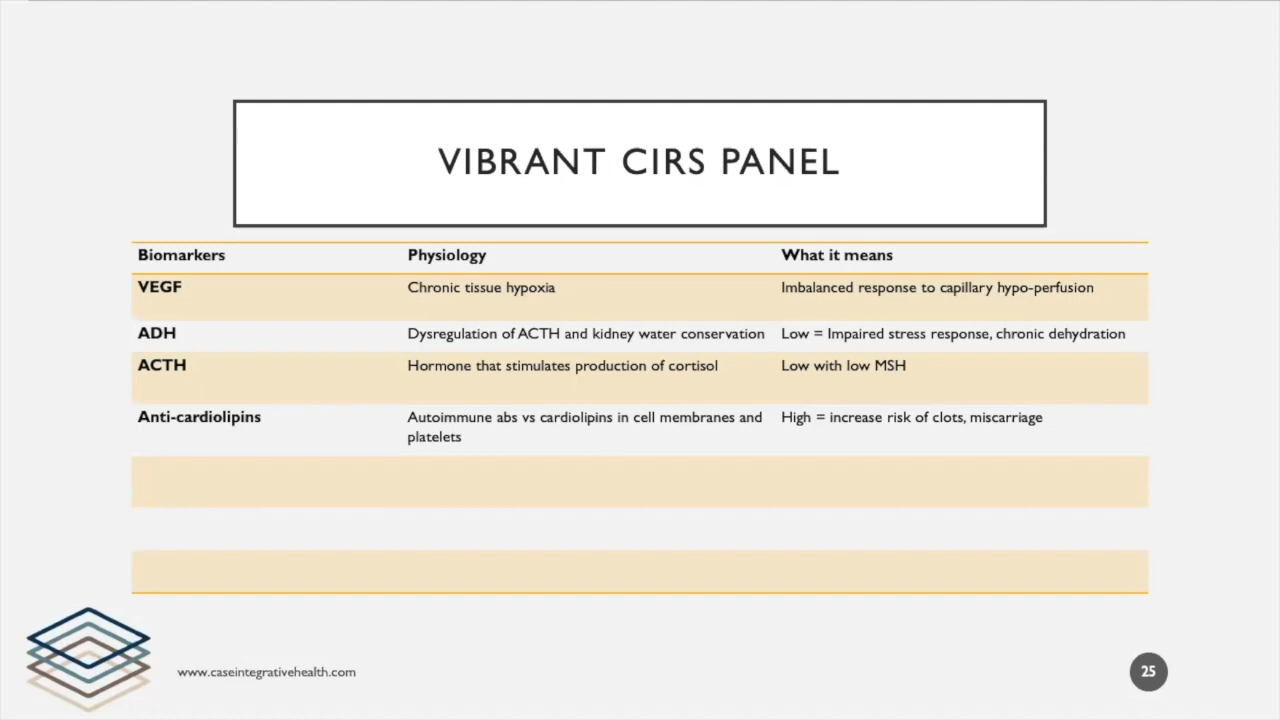 VIBRANT CIRS PANEL
Biomarkers Physiology What it means
VEGF Chronic tissue hypoxia Imbalanced response to capillary hypo-perfusion
ADH Dysregulation of ACTH and kidney water conservation Low = Impaired stress response, chronic dehydration
ACTH Hormone that stimulates production of cortisol Low with low MSH
Anti-cardiolipins Autoimmune abs vs cardiolipins in cell membranes and High = increase risk of clots, miscarriage
platelets
www.caseintegrativehealth.com 25